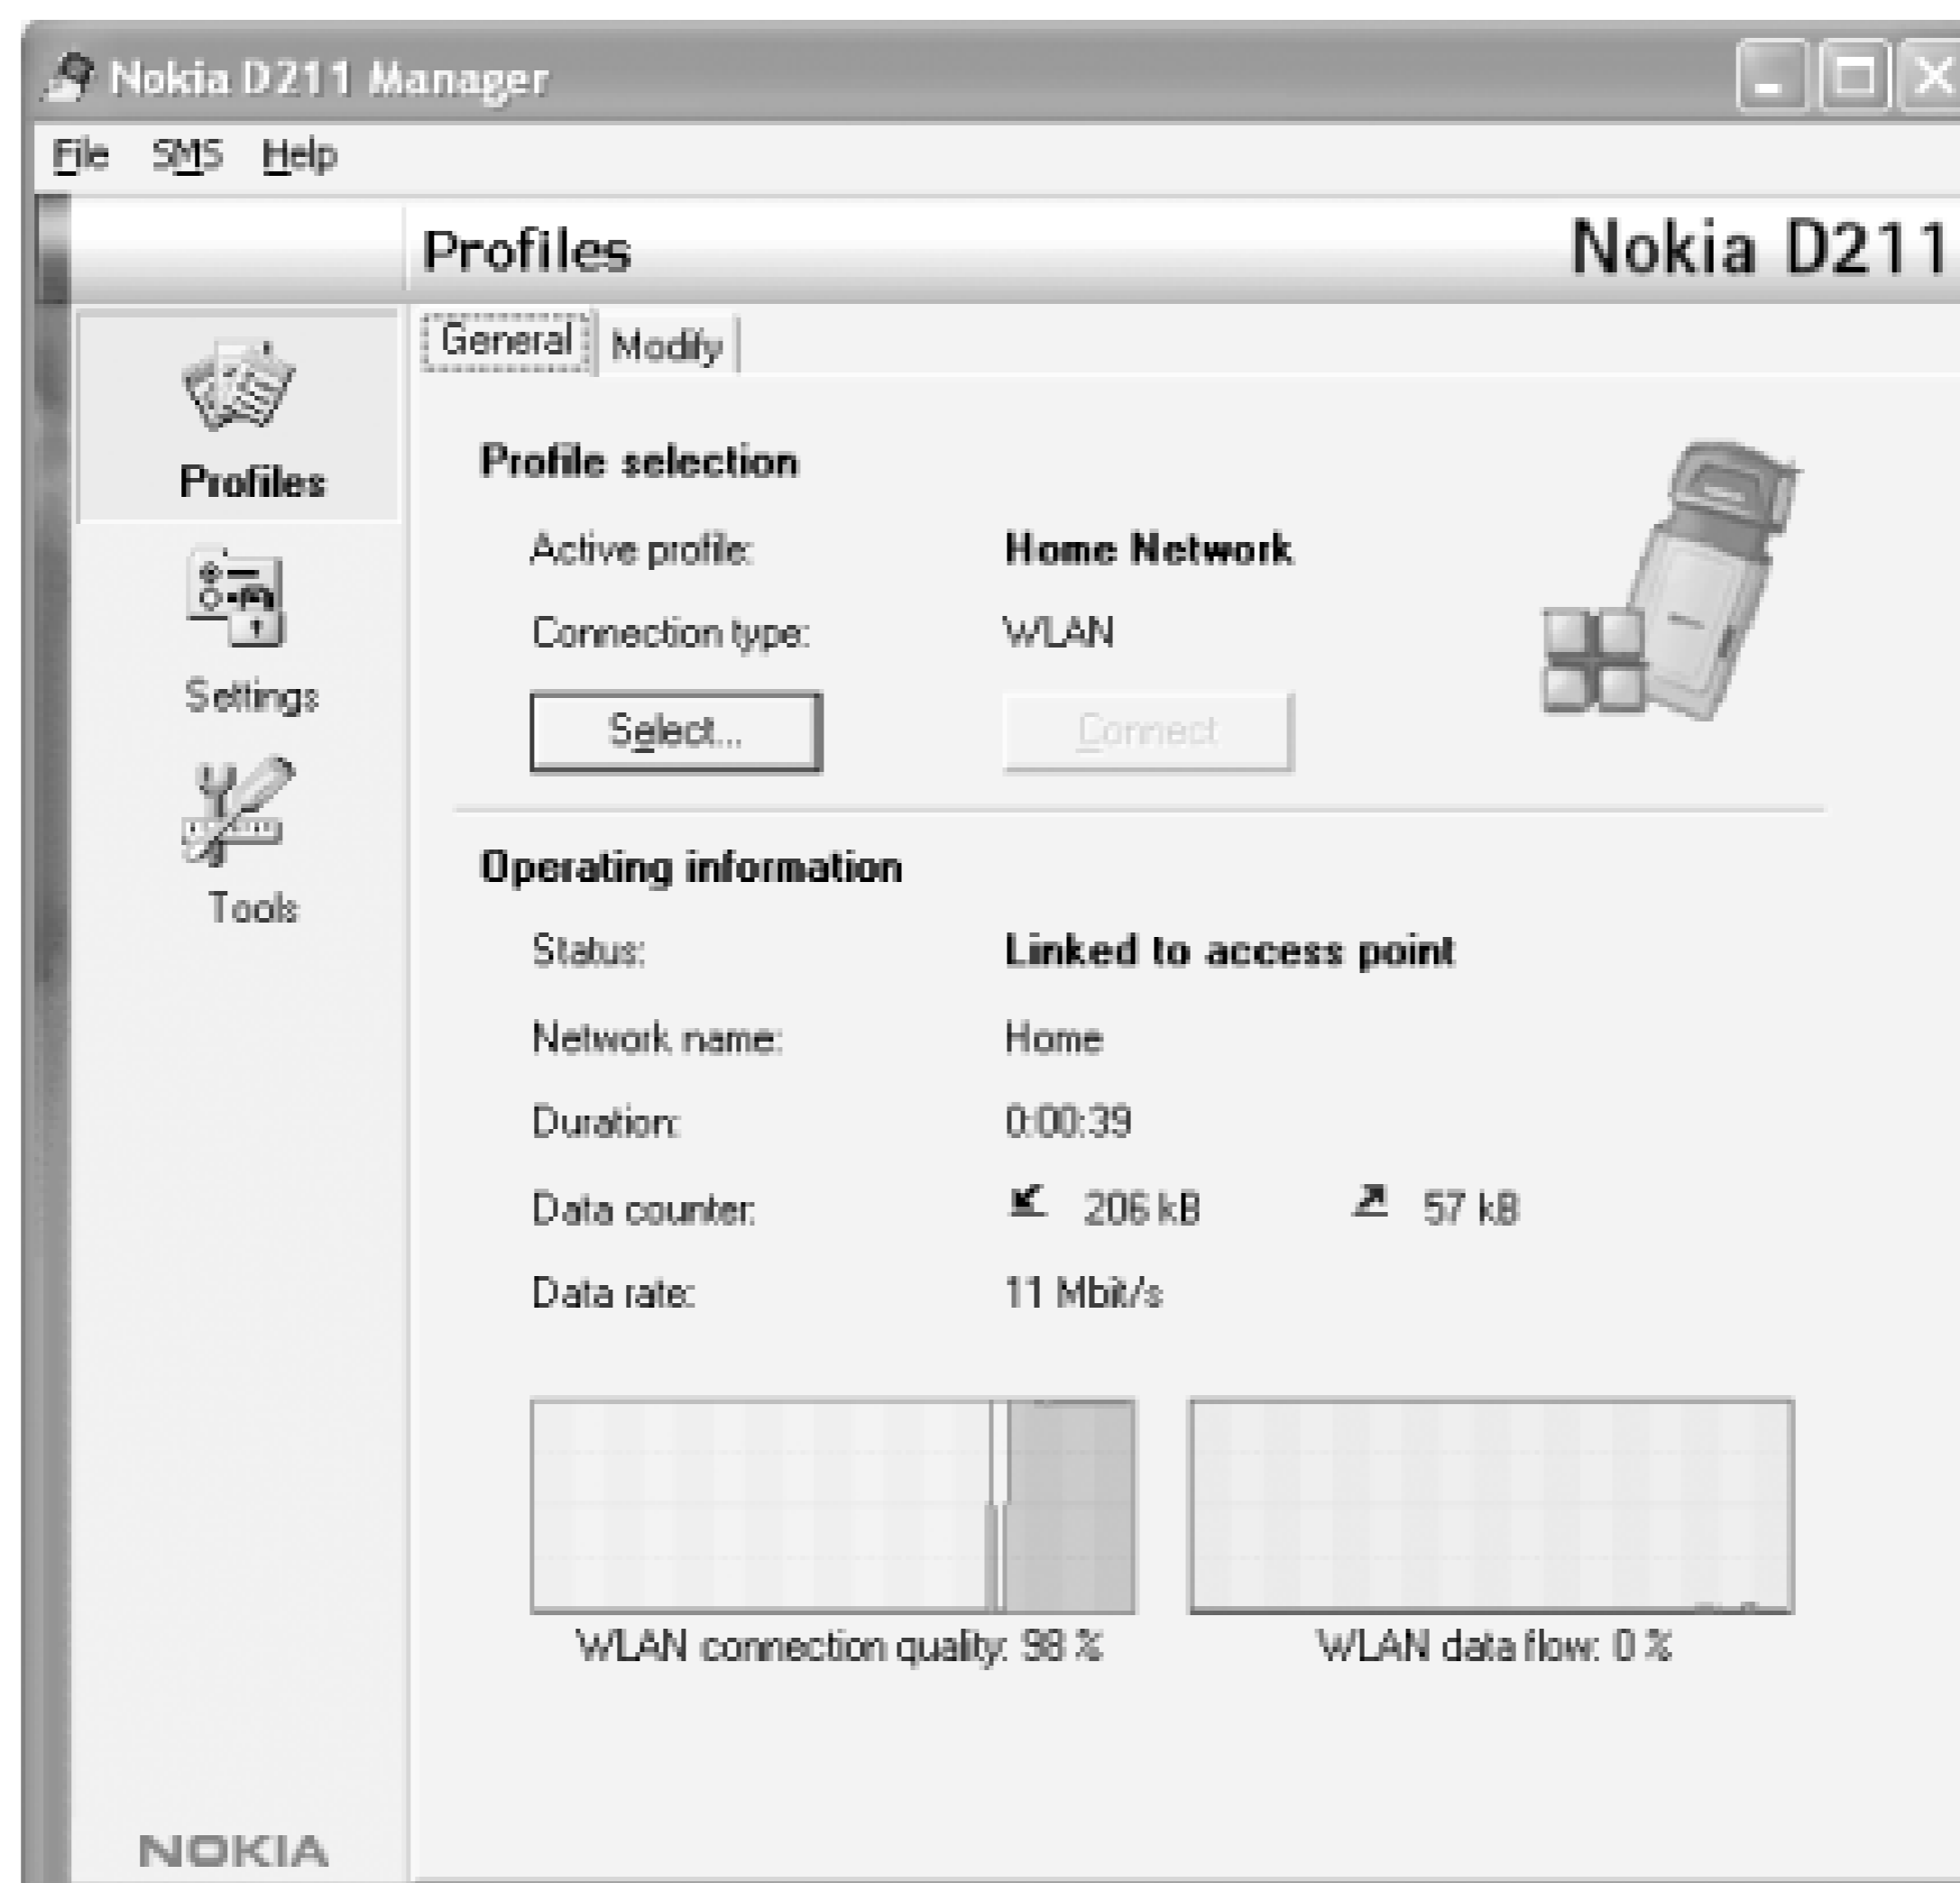 Nokia D211 Manager
File SMS Help
Profiles
Nokia D211
General Modify
Profiles
Settings
Tools
Profile selection
Active profile: Home Network
Connection type: WLAN
Select... Connect
Operating information
Status: Linked to access point
Network name: Home
Duration: 0:00:39
Data counter: 206 kB 57 kB
Data rate: 11 Mbit/s
WLAN connection quality: 98 % WLAN data flow: 0 %
NOKIA